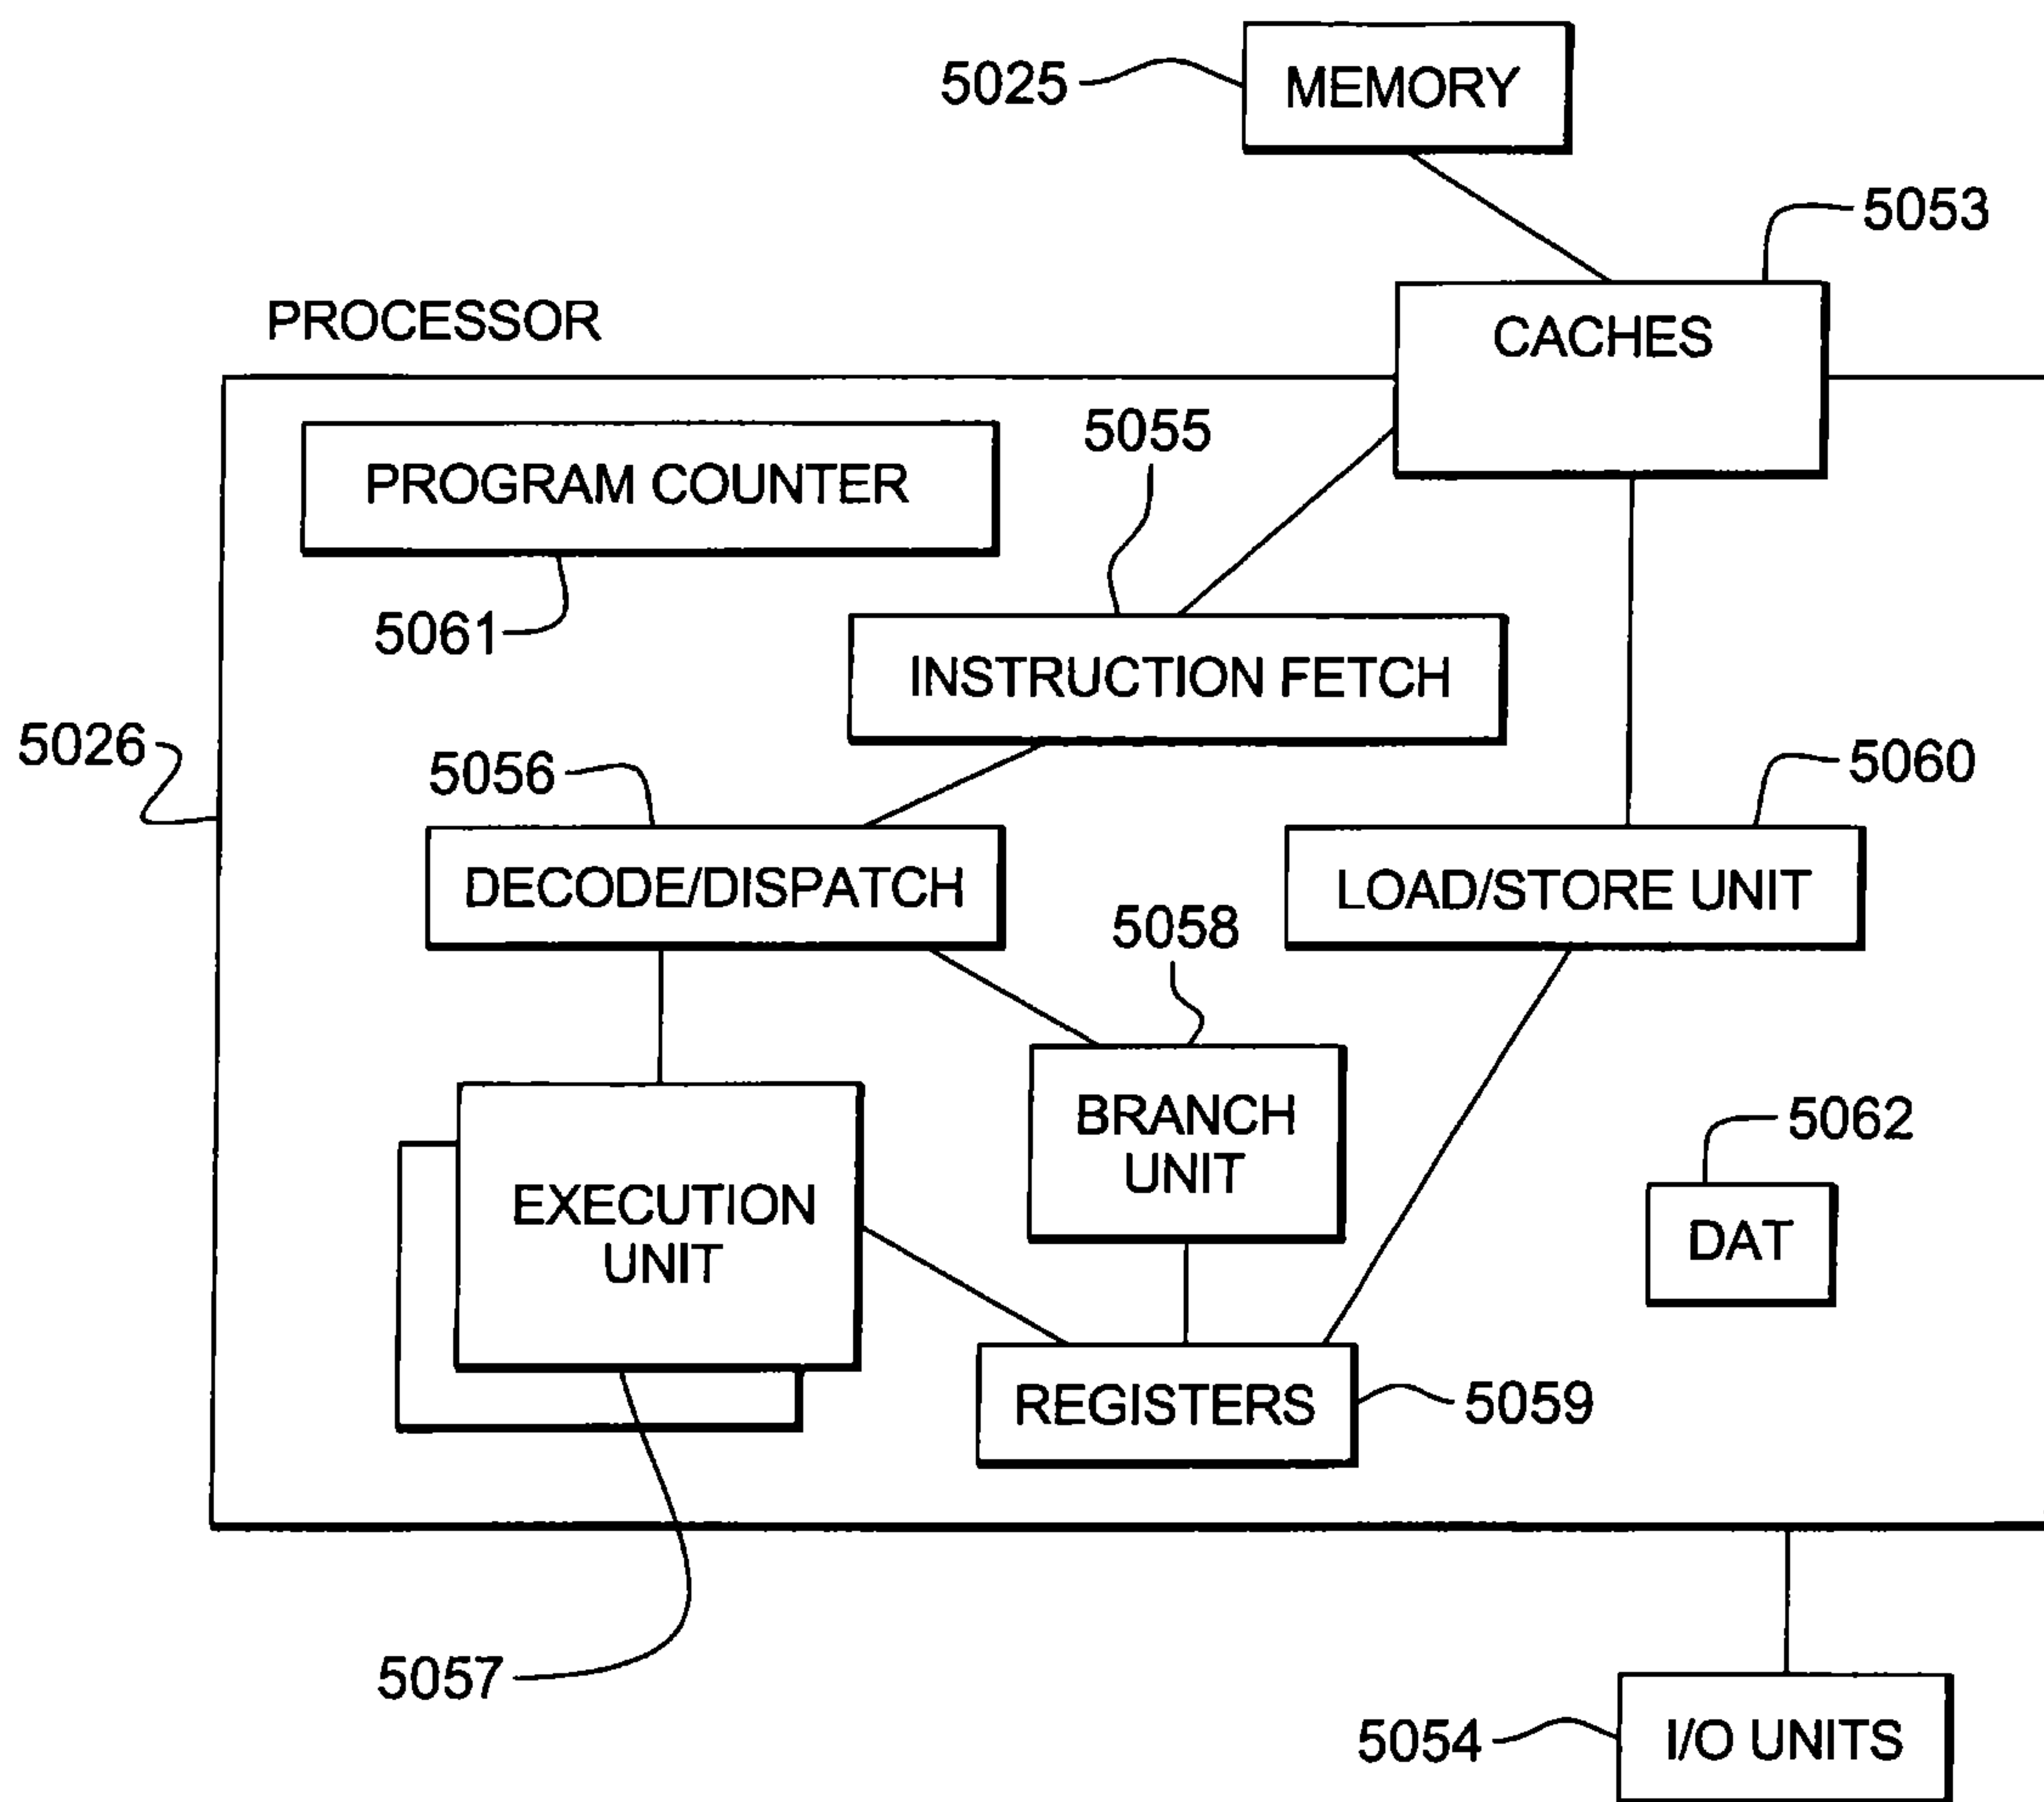 5025
MEMORY
5053
PROCESSOR
CACHES
5055
PROGRAM COUNTER
5061
INSTRUCTION FETCH
5026
5056
5060
DECODE/DISPATCH
LOAD/STORE UNIT
5058
BRANCH
UNIT
5062
EXECUTION
UNIT
DAT
REGISTERS
5059
5057
5054
I/O UNITS